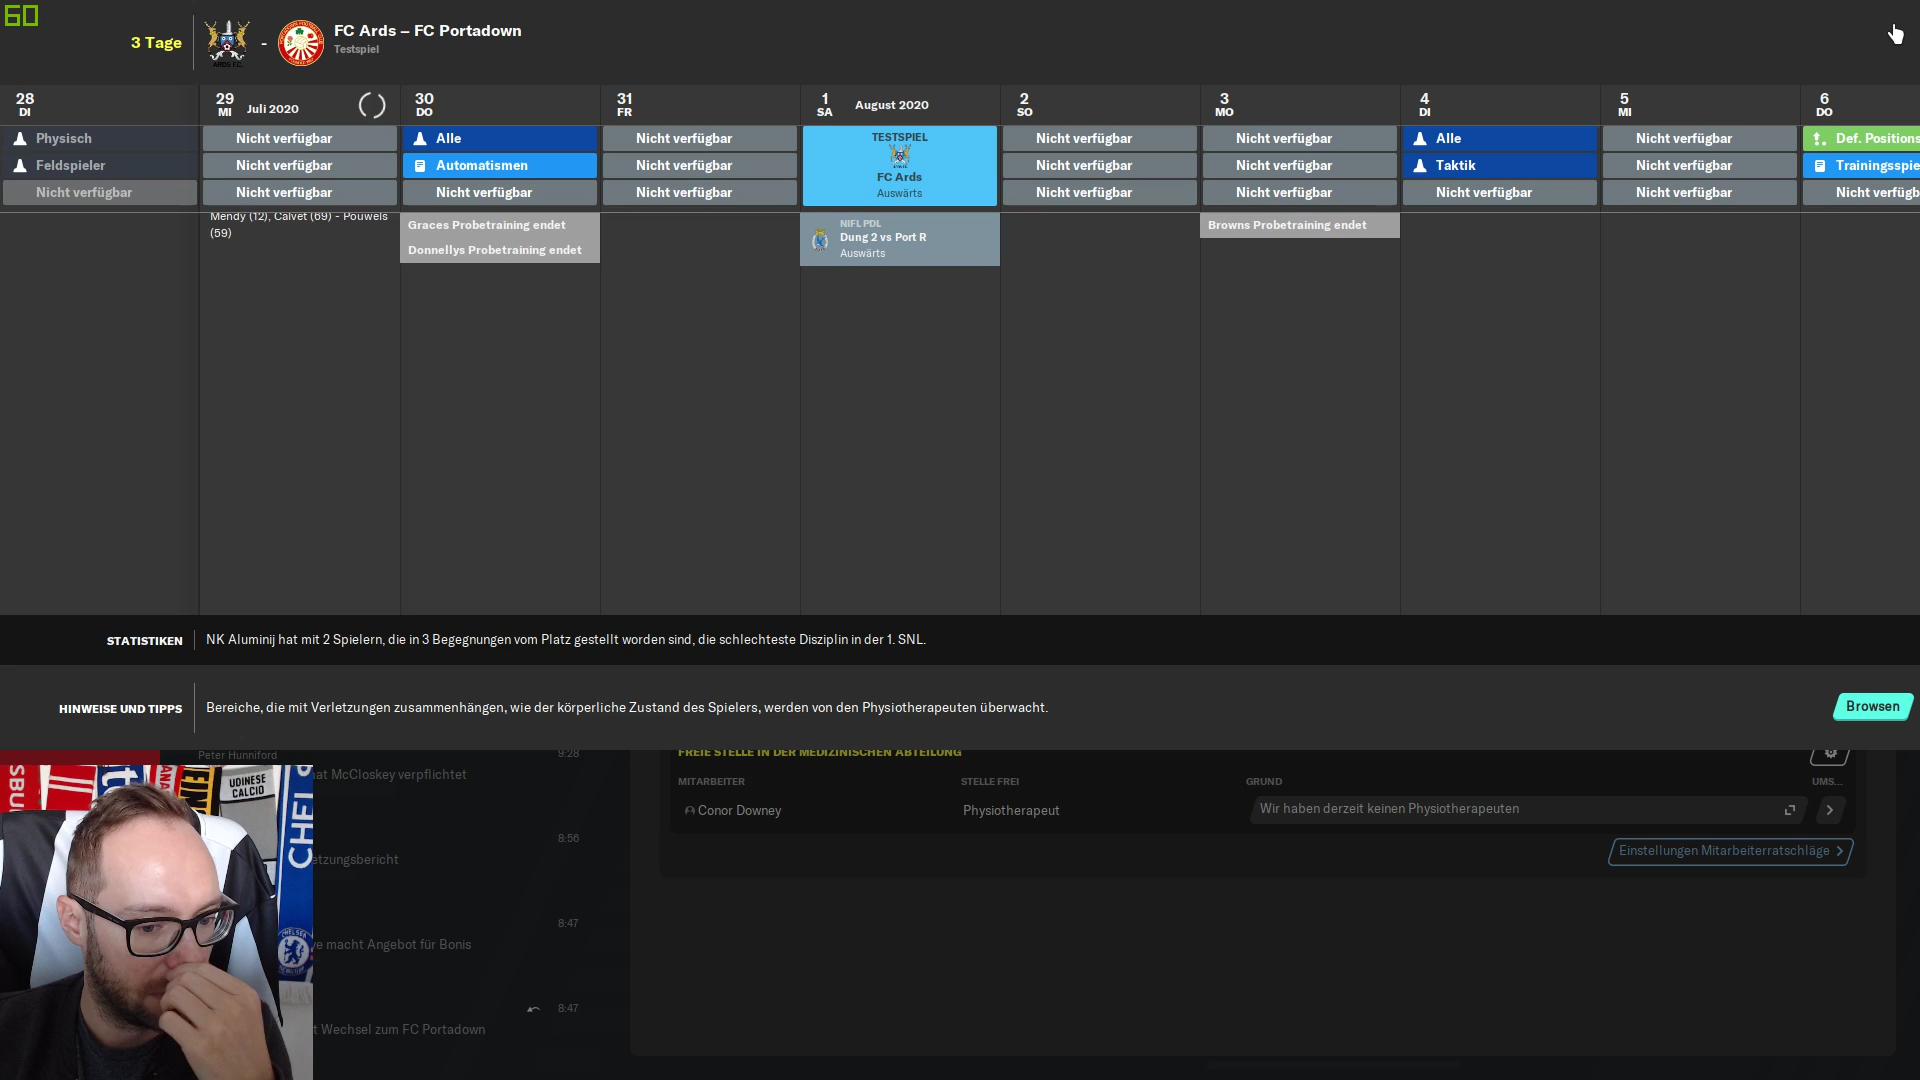 60
3 Tage
-
FC Ards – FC Portadown
Testspiel
28
DI
29
MI
Juli 2020
30
DO
31
FR
1
SA
August 2020
2
SO
3
MO
4
DI
5
MI
6
DO
Physisch
Feldspieler
Nicht verfügbar
Nicht verfügbar
Nicht verfügbar
Nicht verfügbar
Mendy (12), Calvet (69) - Pouwels
(59)
Alle
Automatismen
Nicht verfügbar
Graces Probetraining endet
Donnellys Probetraining endet
Nicht verfügbar
Nicht verfügbar
Nicht verfügbar
TESTSPIEL
FC Ards
Auswärts
NIFL PDL
Dung 2 vs Port R
Auswärts
Nicht verfügbar
Nicht verfügbar
Nicht verfügbar
Nicht verfügbar
Nicht verfügbar
Nicht verfügbar
Browns Probetraining endet
Alle
Taktik
Nicht verfügbar
Nicht verfügbar
Nicht verfügbar
Nicht verfügbar
Def. Positions
Trainingsspie
Nicht verfügb
STATISTIKEN
NK Aluminij hat mit 2 Spielern, die in 3 Begegnungen vom Platz gestellt worden sind, die schlechteste Disziplin in der 1. SNL.
HINWEISE UND TIPPS
Bereiche, die mit Verletzungen zusammenhängen, wie der körperliche Zustand des Spielers, werden von den Physiotherapeuten überwacht.
Browsen
Peter Hunniford
9:28
hat McCloskey verpflichtet
8:56
etzungsbericht
8:47
ve macht Angebot für Bonis
8:47
t Wechsel zum FC Portadown
FREIE STELLE IN DER MEDIZINISCHEN ABTEILUNG
MITARBEITER
STELLE FREI
GRUND
UMS...
Conor Downey
Physiotherapeut
Wir haben derzeit keinen Physiotherapeuten
Einstellungen Mitarbeiterratschläge
SBU
UDINESE
CALCIO
CHELS